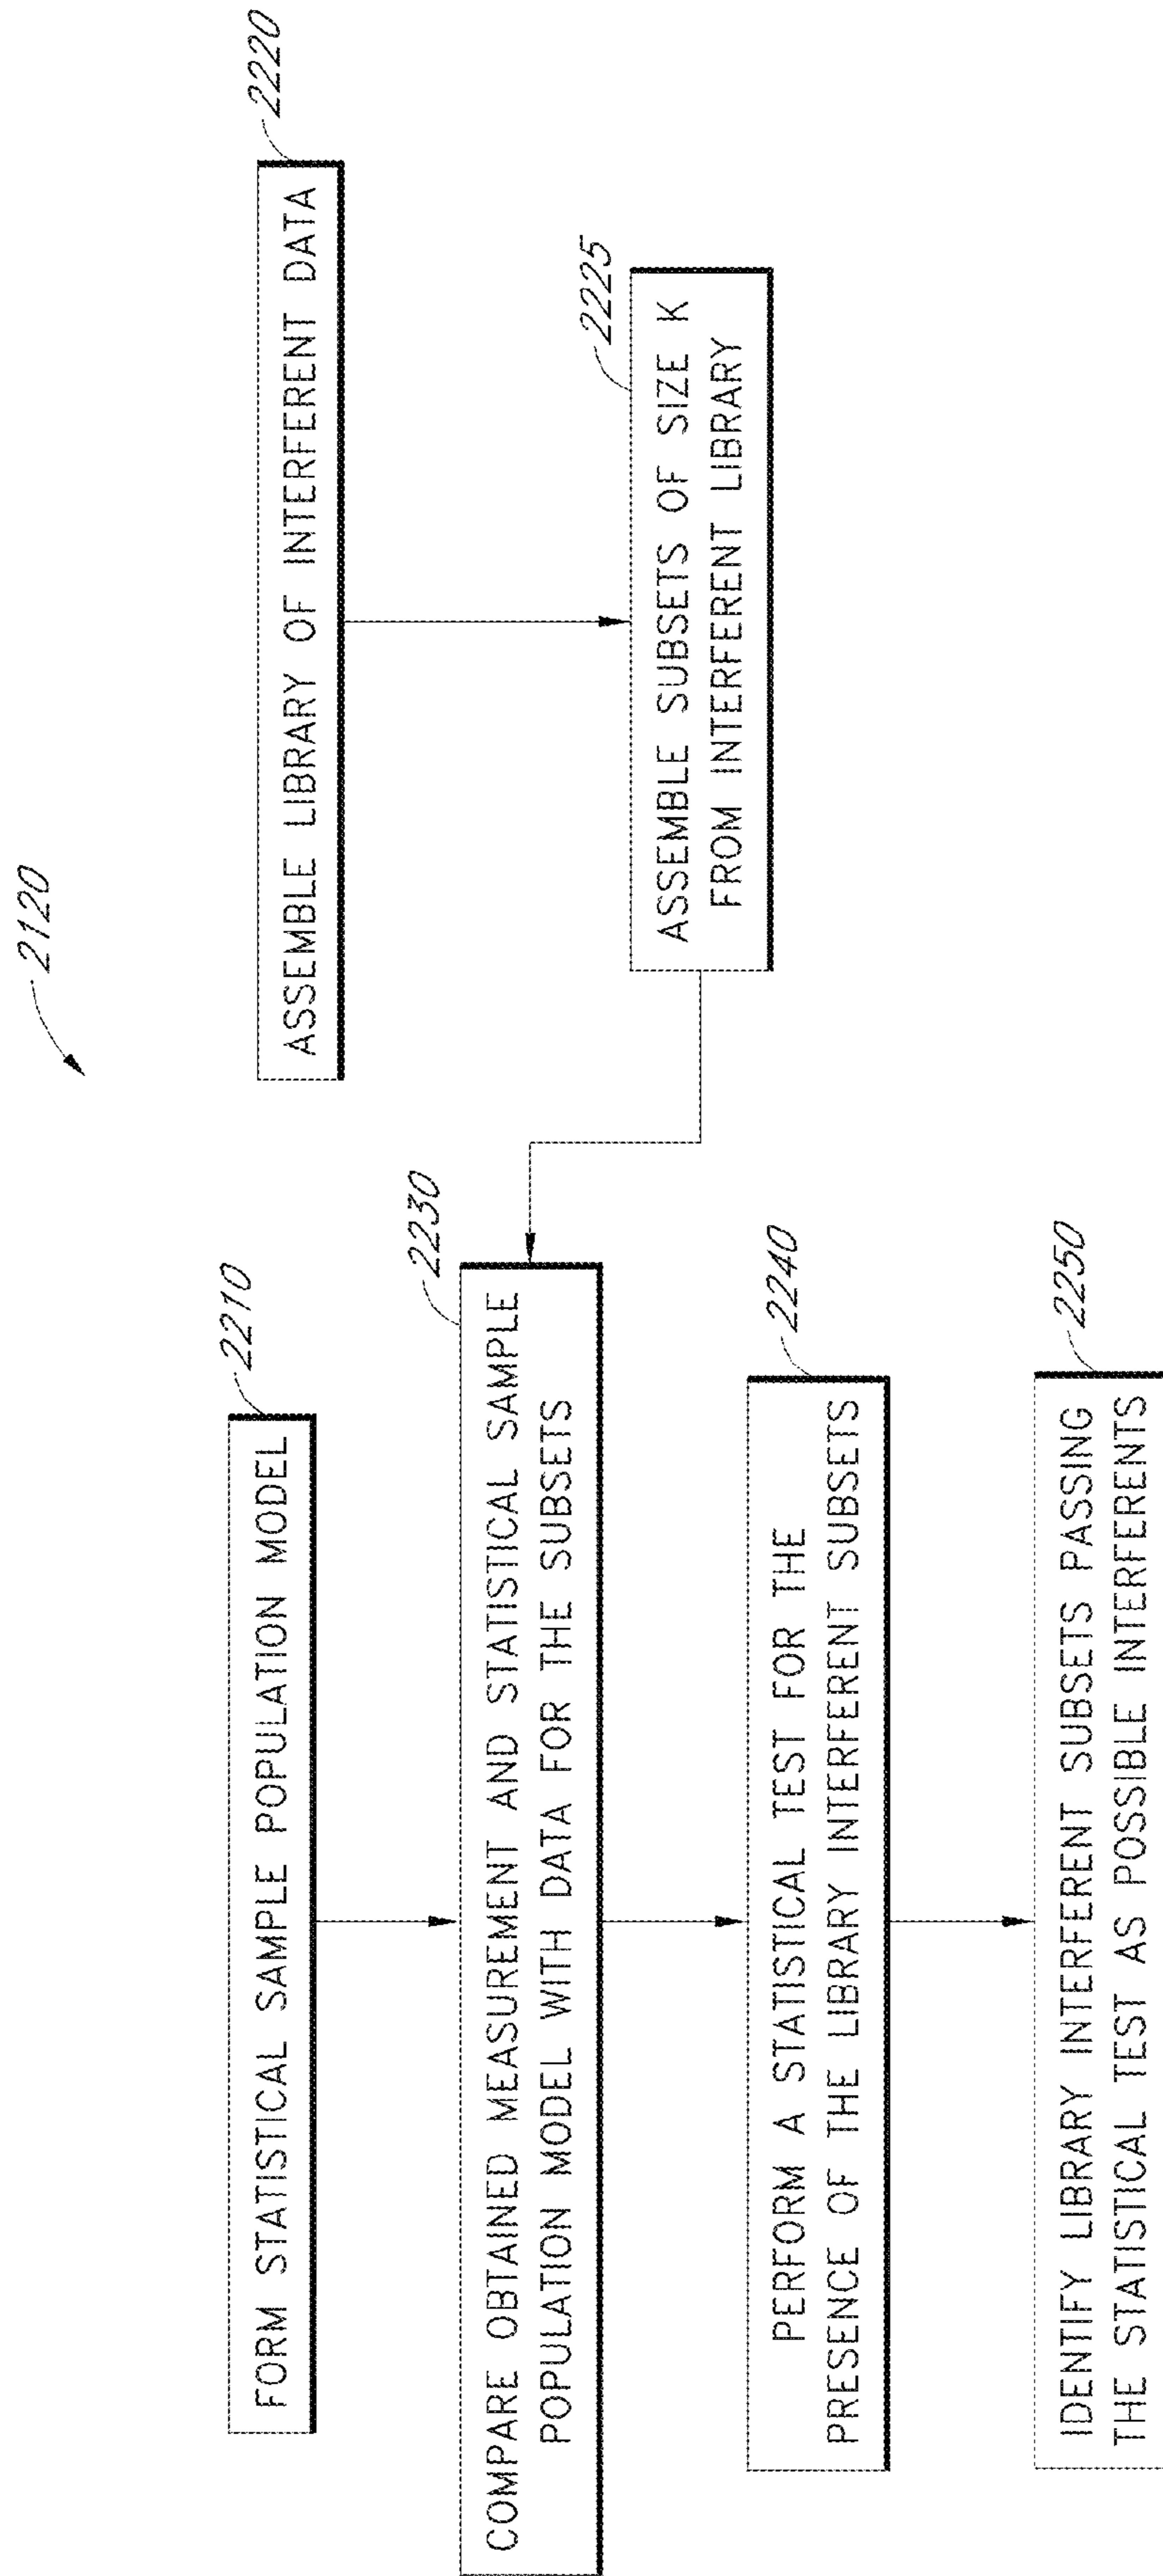 2120
2210
FORM STATISTICAL SAMPLE POPULATION MODEL
2220
ASSEMBLE LIBRARY OF INTERFERENT DATA
2225
ASSEMBLE SUBSETS OF SIZE K
FROM INTERFERENT LIBRARY
2230
COMPARE OBTAINED MEASUREMENT AND STATISTICAL SAMPLE
POPULATION MODEL WITH DATA FOR THE SUBSETS
2240
PERFORM A STATISTICAL TEST FOR THE
PRESENCE OF THE LIBRARY INTERFERENT SUBSETS
2250
IDENTIFY LIBRARY INTERFERENT SUBSETS PASSING
THE STATISTICAL TEST AS POSSIBLE INTERFERENTS